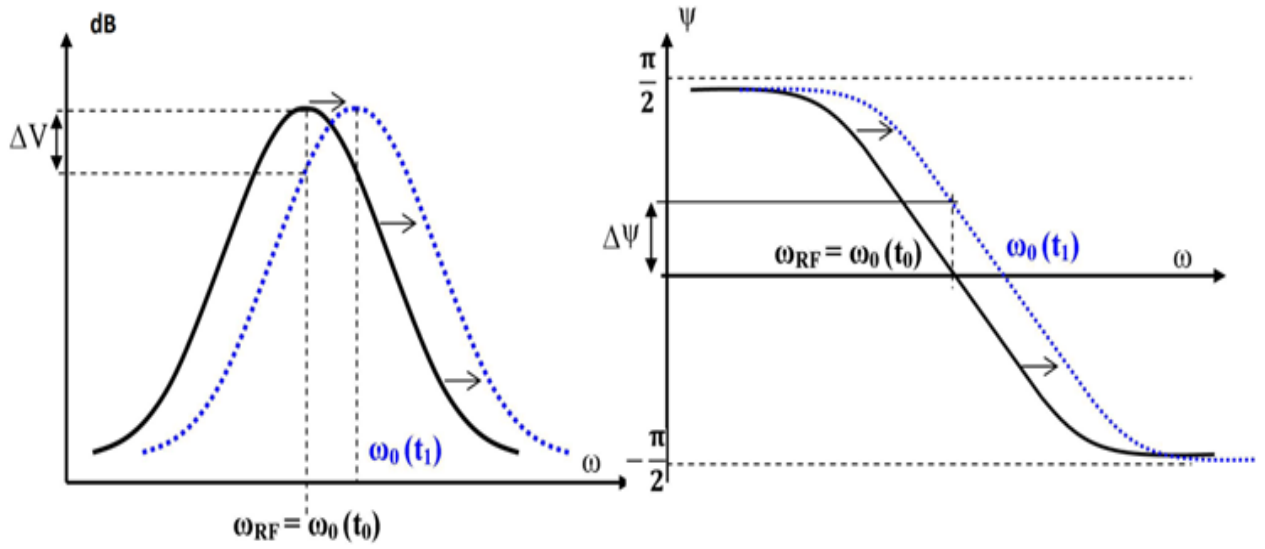 dB
ΔV
ω₀(t₁)
ω
ω_RF = ω₀(t₀)
ψ
π
2
Δψ
ω_RF = ω₀(t₀)
ω₀(t₁)
ω
− π
2